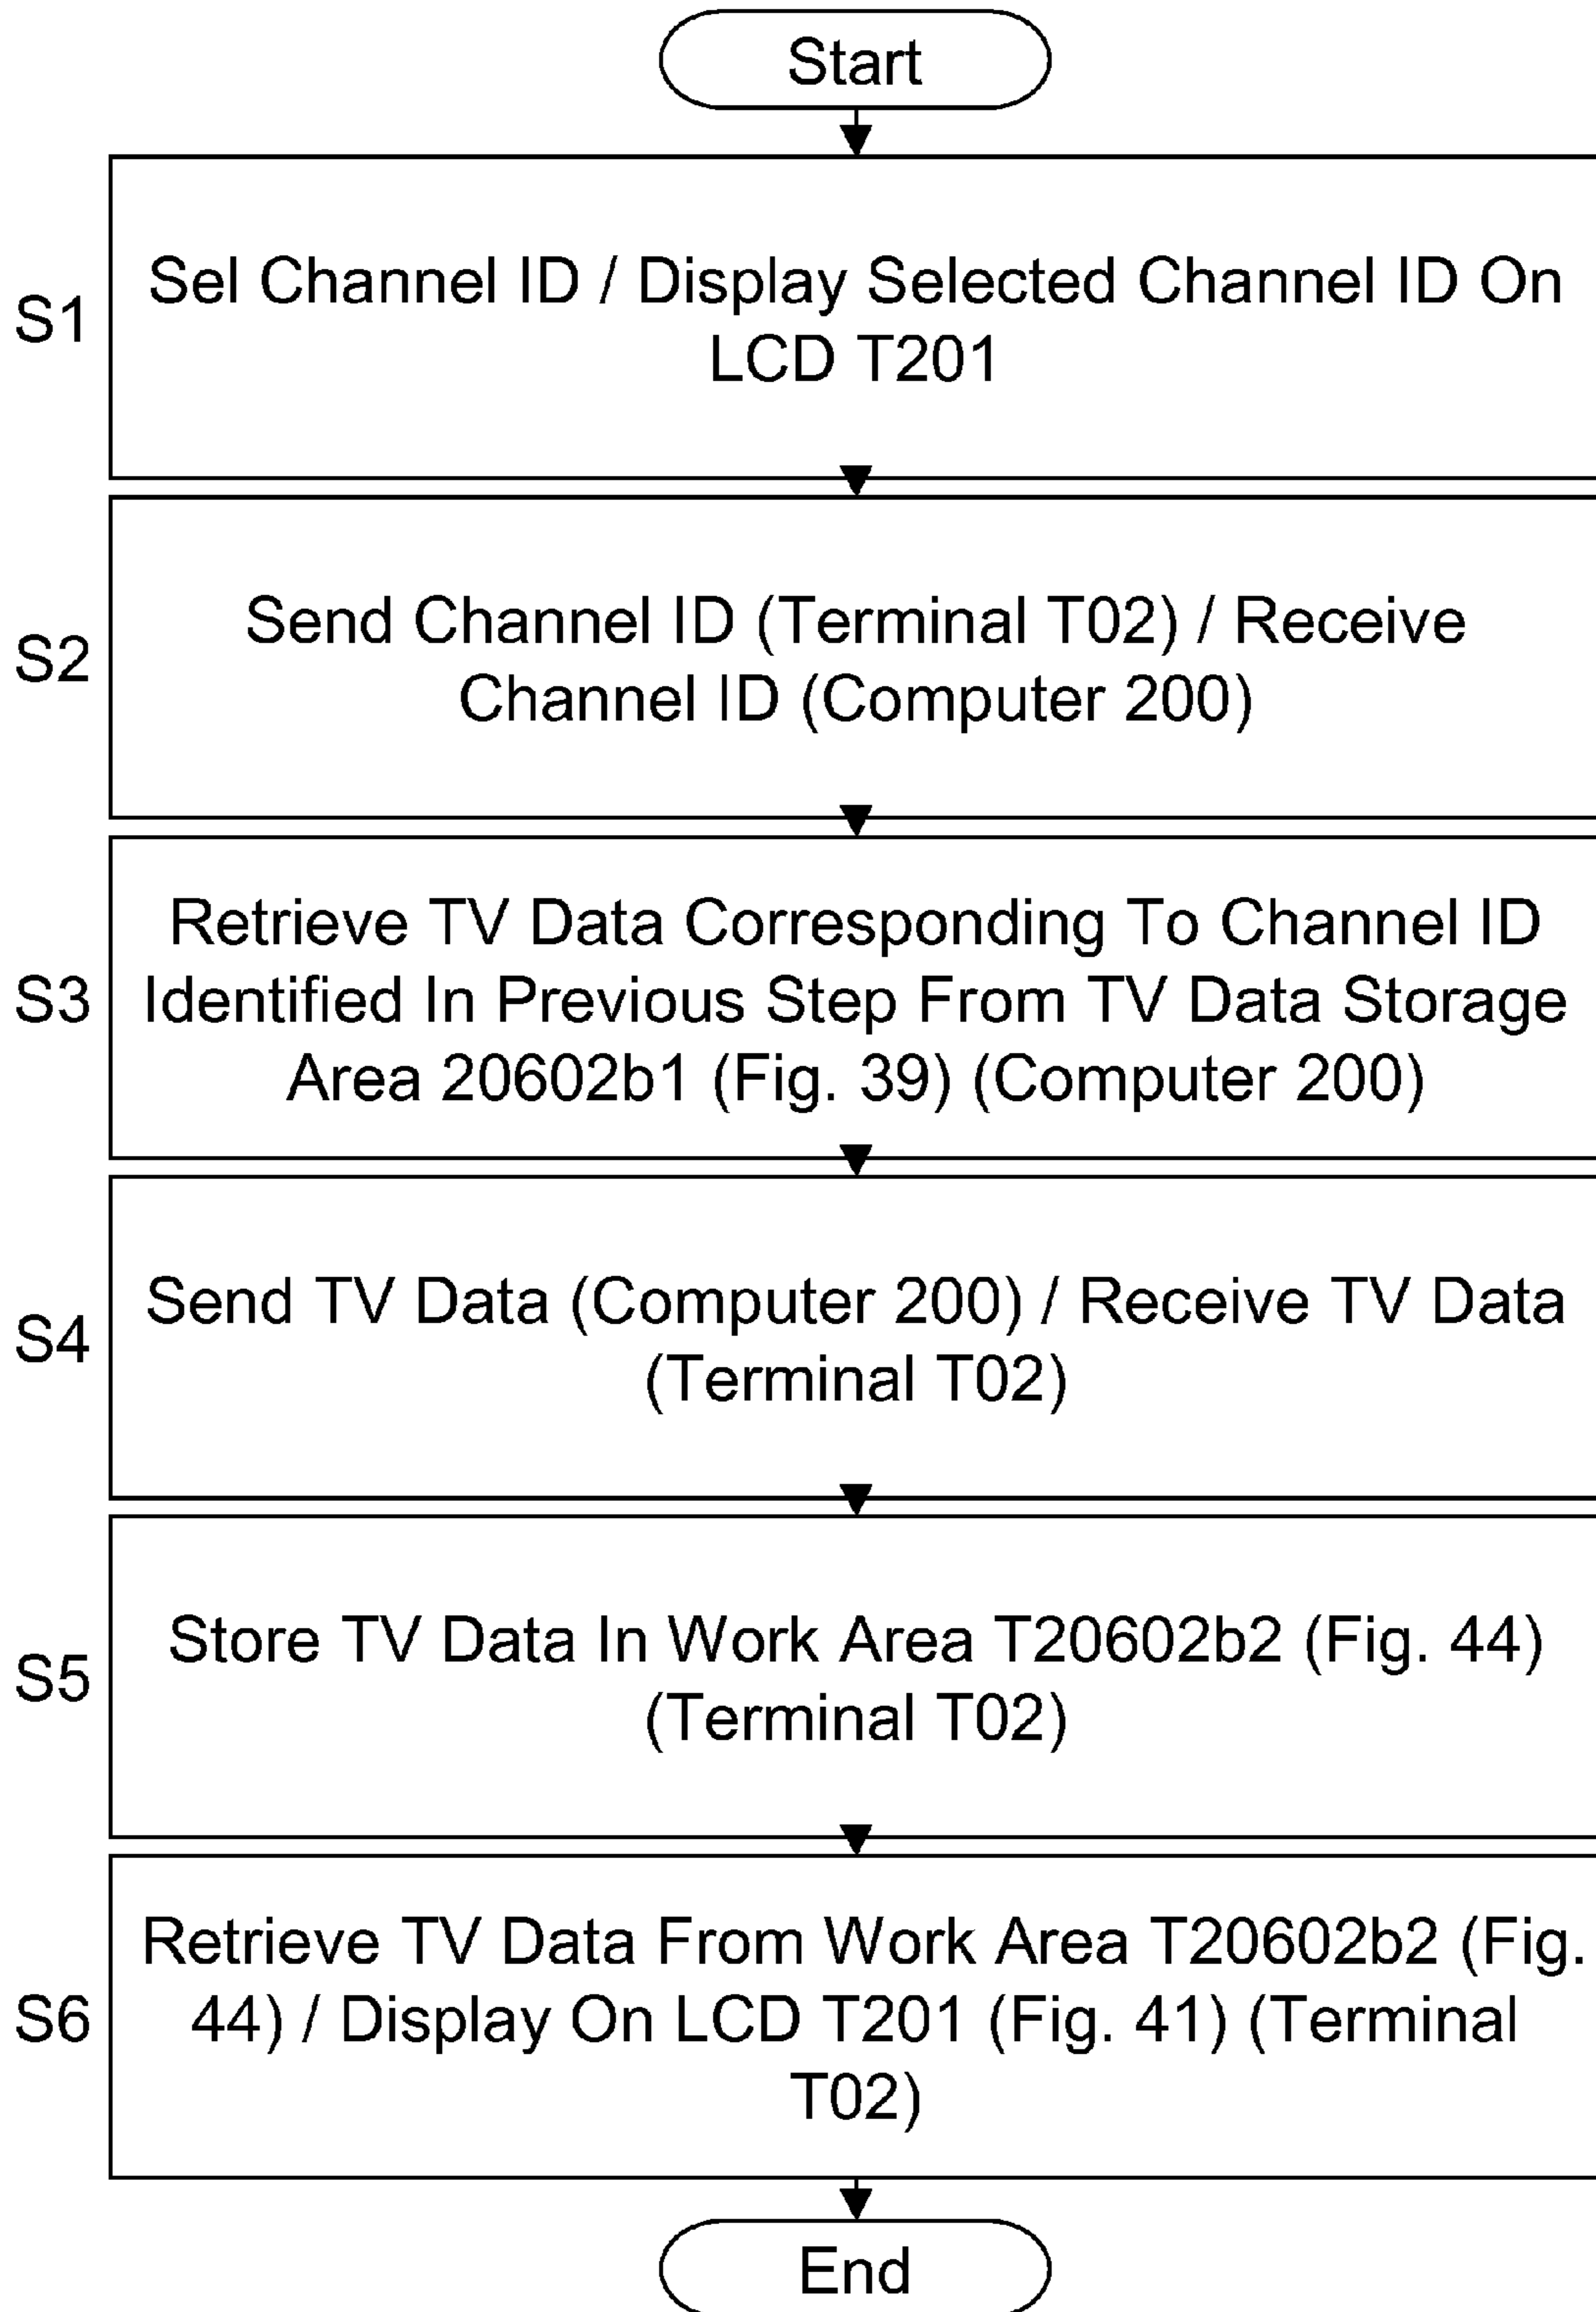 Start
S1
Sel Channel ID / Display Selected Channel ID On
LCD T201
S2
Send Channel ID (Terminal T02) / Receive
Channel ID (Computer 200)
S3
Retrieve TV Data Corresponding To Channel ID
Identified In Previous Step From TV Data Storage
Area 20602b1 (Fig. 39) (Computer 200)
S4
Send TV Data (Computer 200) / Receive TV Data
(Terminal T02)
S5
Store TV Data In Work Area T20602b2 (Fig. 44)
(Terminal T02)
S6
Retrieve TV Data From Work Area T20602b2 (Fig.
44) / Display On LCD T201 (Fig. 41) (Terminal
T02)
End